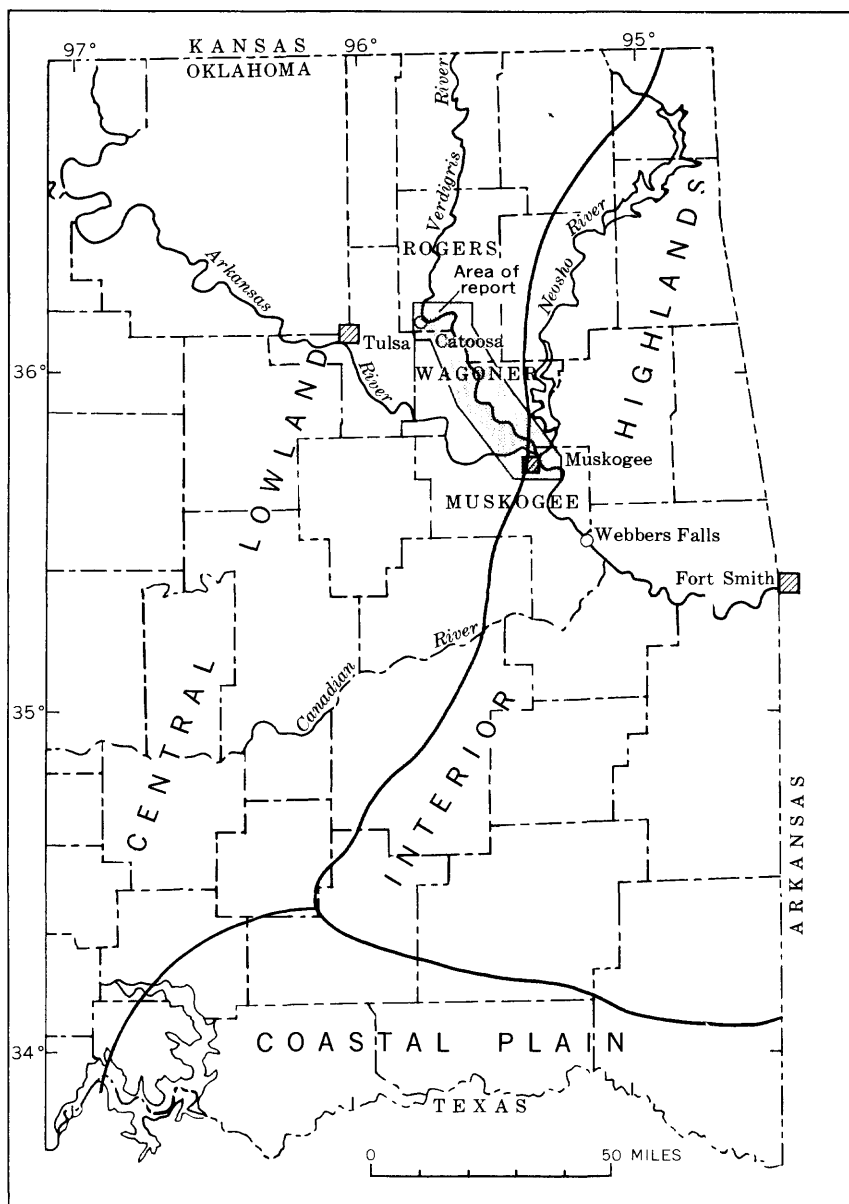 97°
KANSAS
96°
95°
OKLAHOMA
River
Verdigris
Neosho River
HIGHLANDS
ROGERS
Area of
report
Arkansas
River
Tulsa
Catoosa
36°
WAGONER
LOWLAND
Muskogee
MUSKOGEE
Webbers Falls
Fort Smith
Canadian River
35°
CENTRAL
INTERIOR
ARKANSAS
34°
COASTAL PLAIN
TEXAS
0 50 MILES